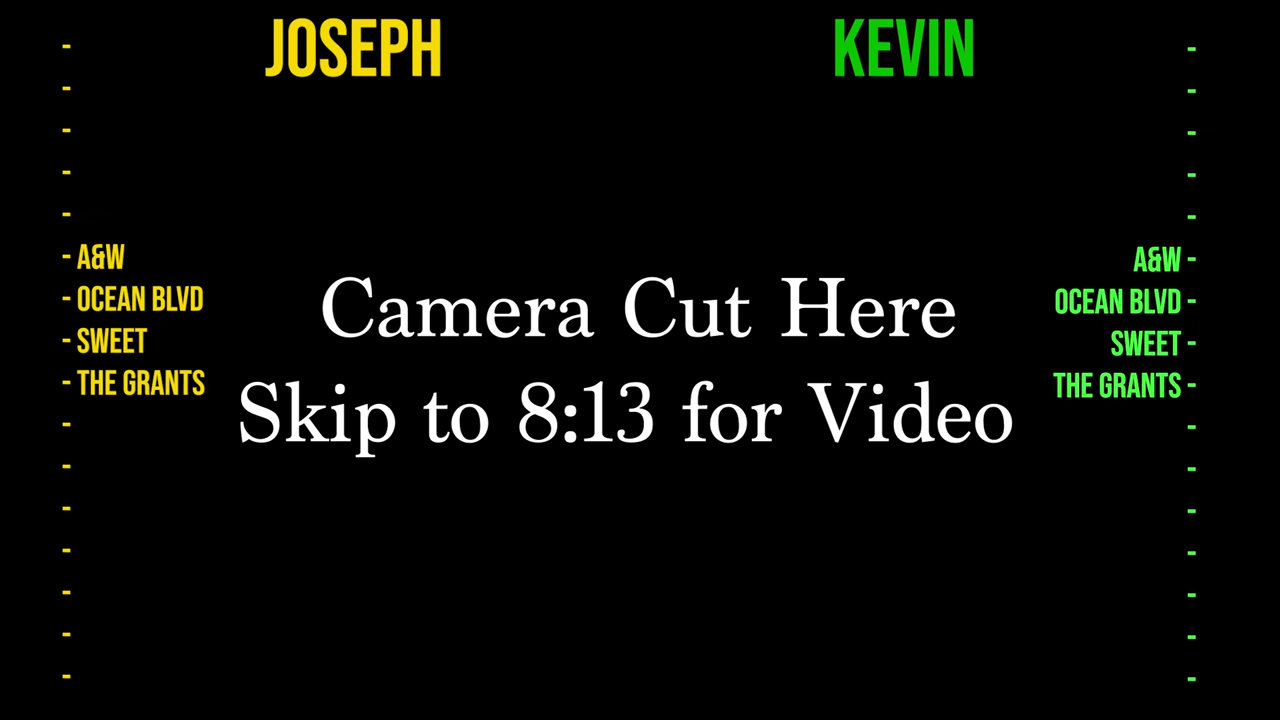 JOSEPH
KEVIN
-
-
-
-
-
- A&W
- OCEAN BLVD
- SWEET
- THE GRANTS
-
-
-
-
-
-
-
Camera Cut Here
Skip to 8:13 for Video
-
-
-
-
-
A&W -
OCEAN BLVD -
SWEET -
THE GRANTS -
-
-
-
-
-
-
-